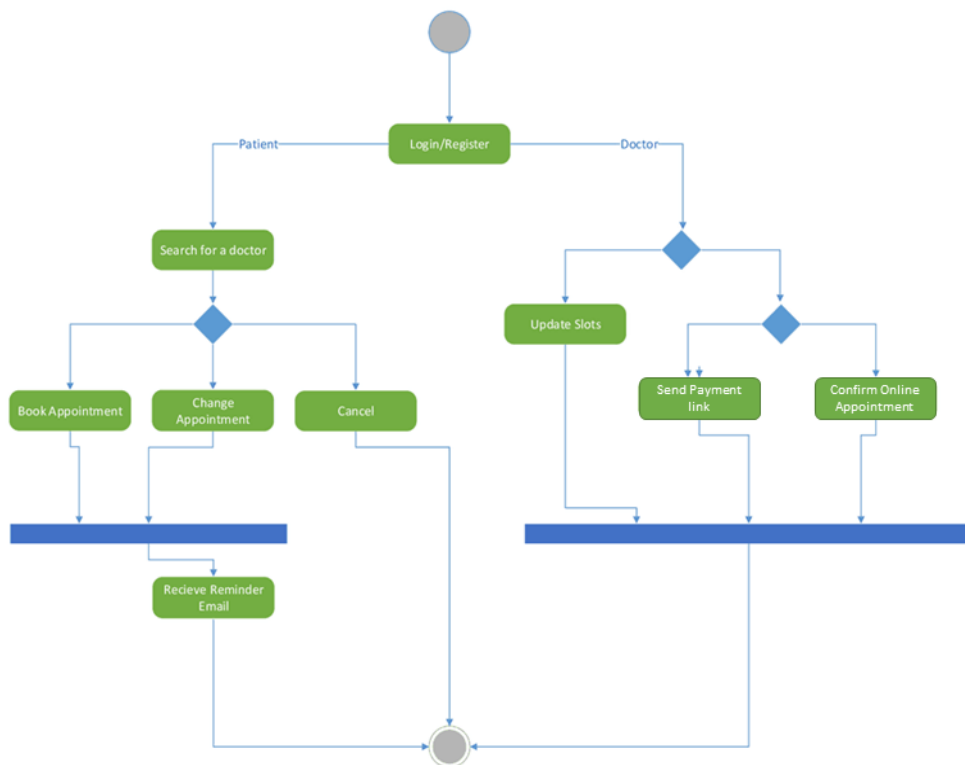 Patient
Login/Register
Doctor
Search for a doctor
Update Slots
Book Appointment
Change
Appointment
Cancel
Send Payment
link
Confirm Online
Appointment
Recieve Reminder
Email